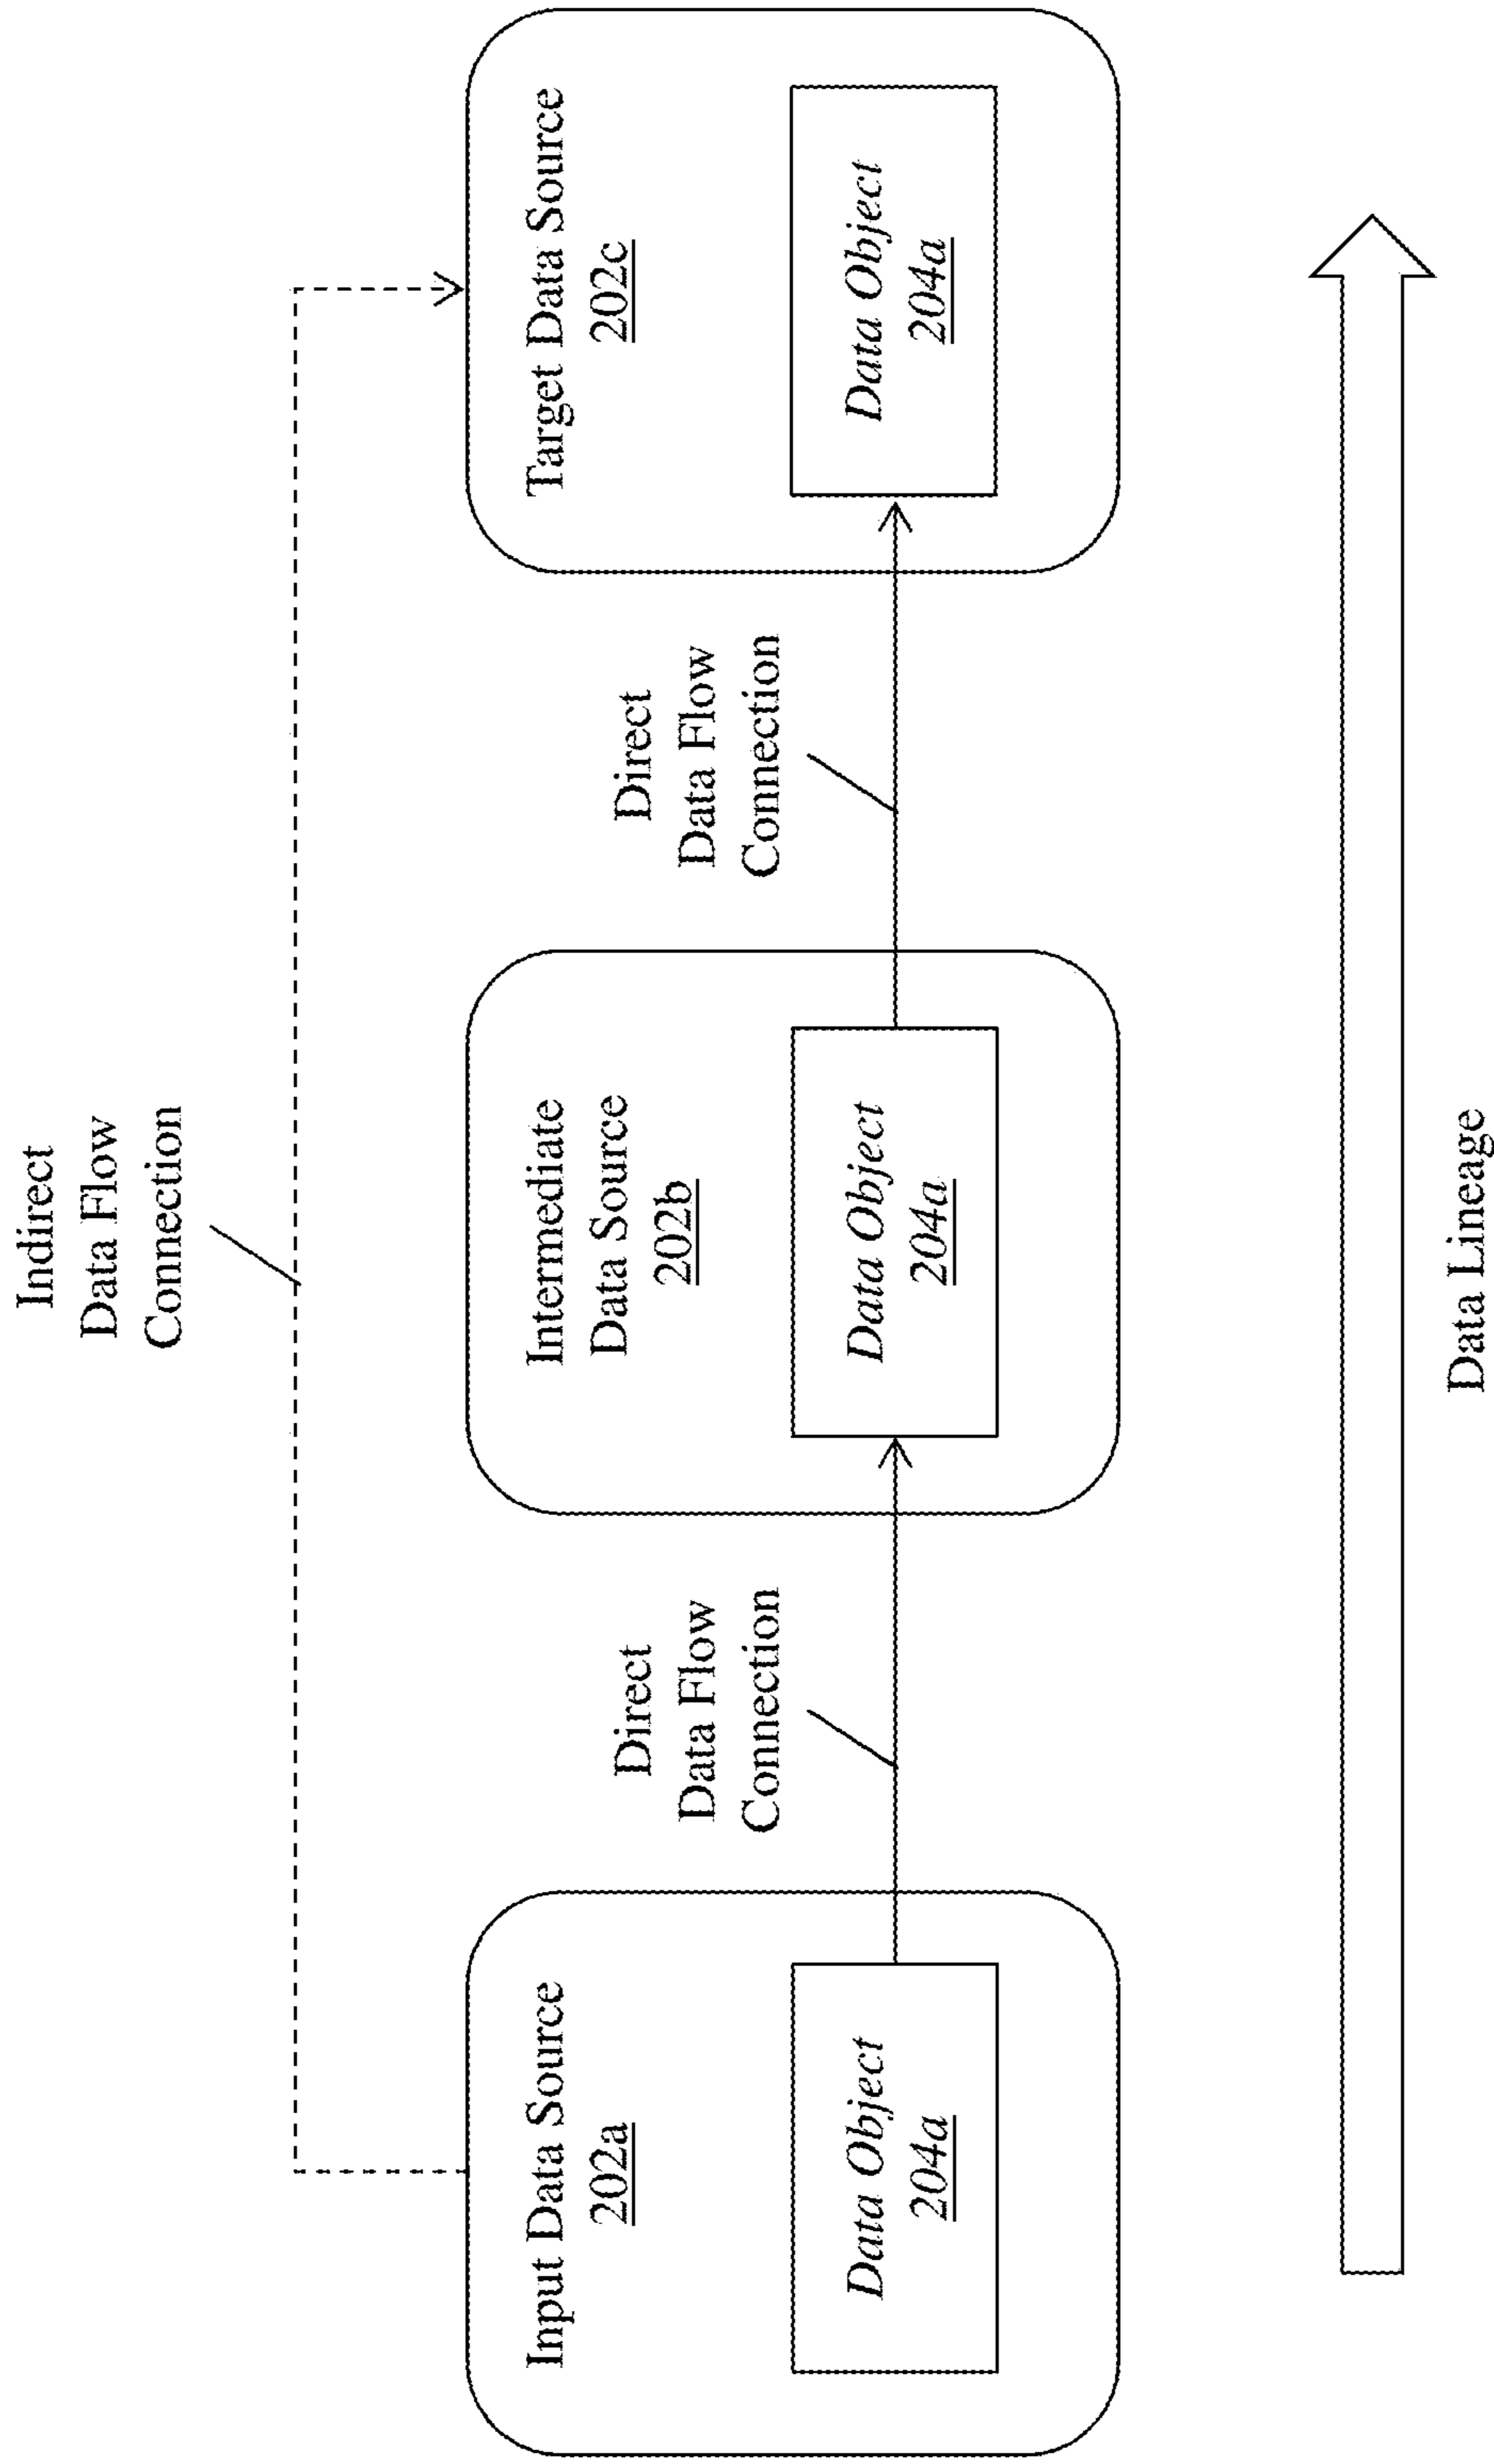 Indirect
Data Flow
Connection
Input Data Source
202a
Data Object
204a
Direct
Data Flow
Connection
Intermediate
Data Source
202b
Data Object
204a
Direct
Data Flow
Connection
Target Data Source
202c
Data Object
204a
Data Lineage